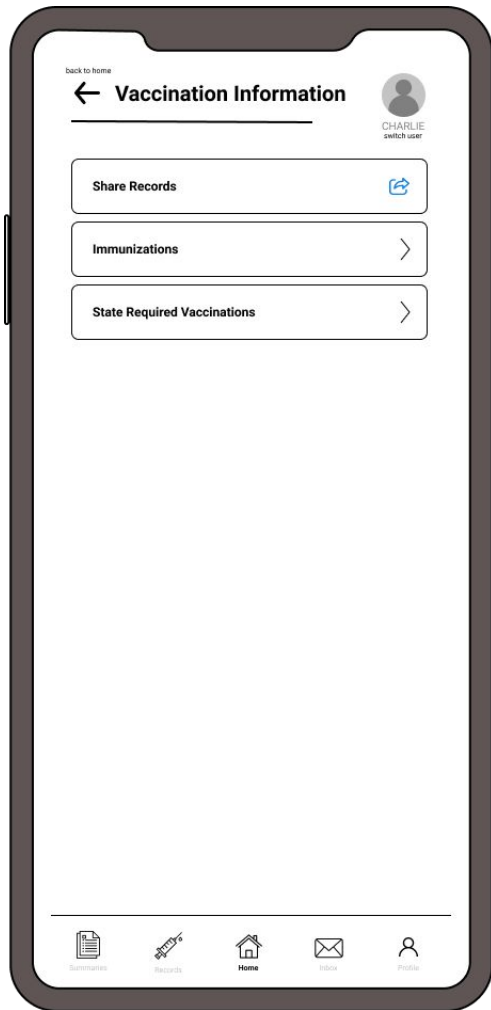 back to home
Vaccination Information
CHARLIE
switch user
Share Records
Immunizations
State Required Vaccinations
Summaries
Records
Home
Inbox
Profile